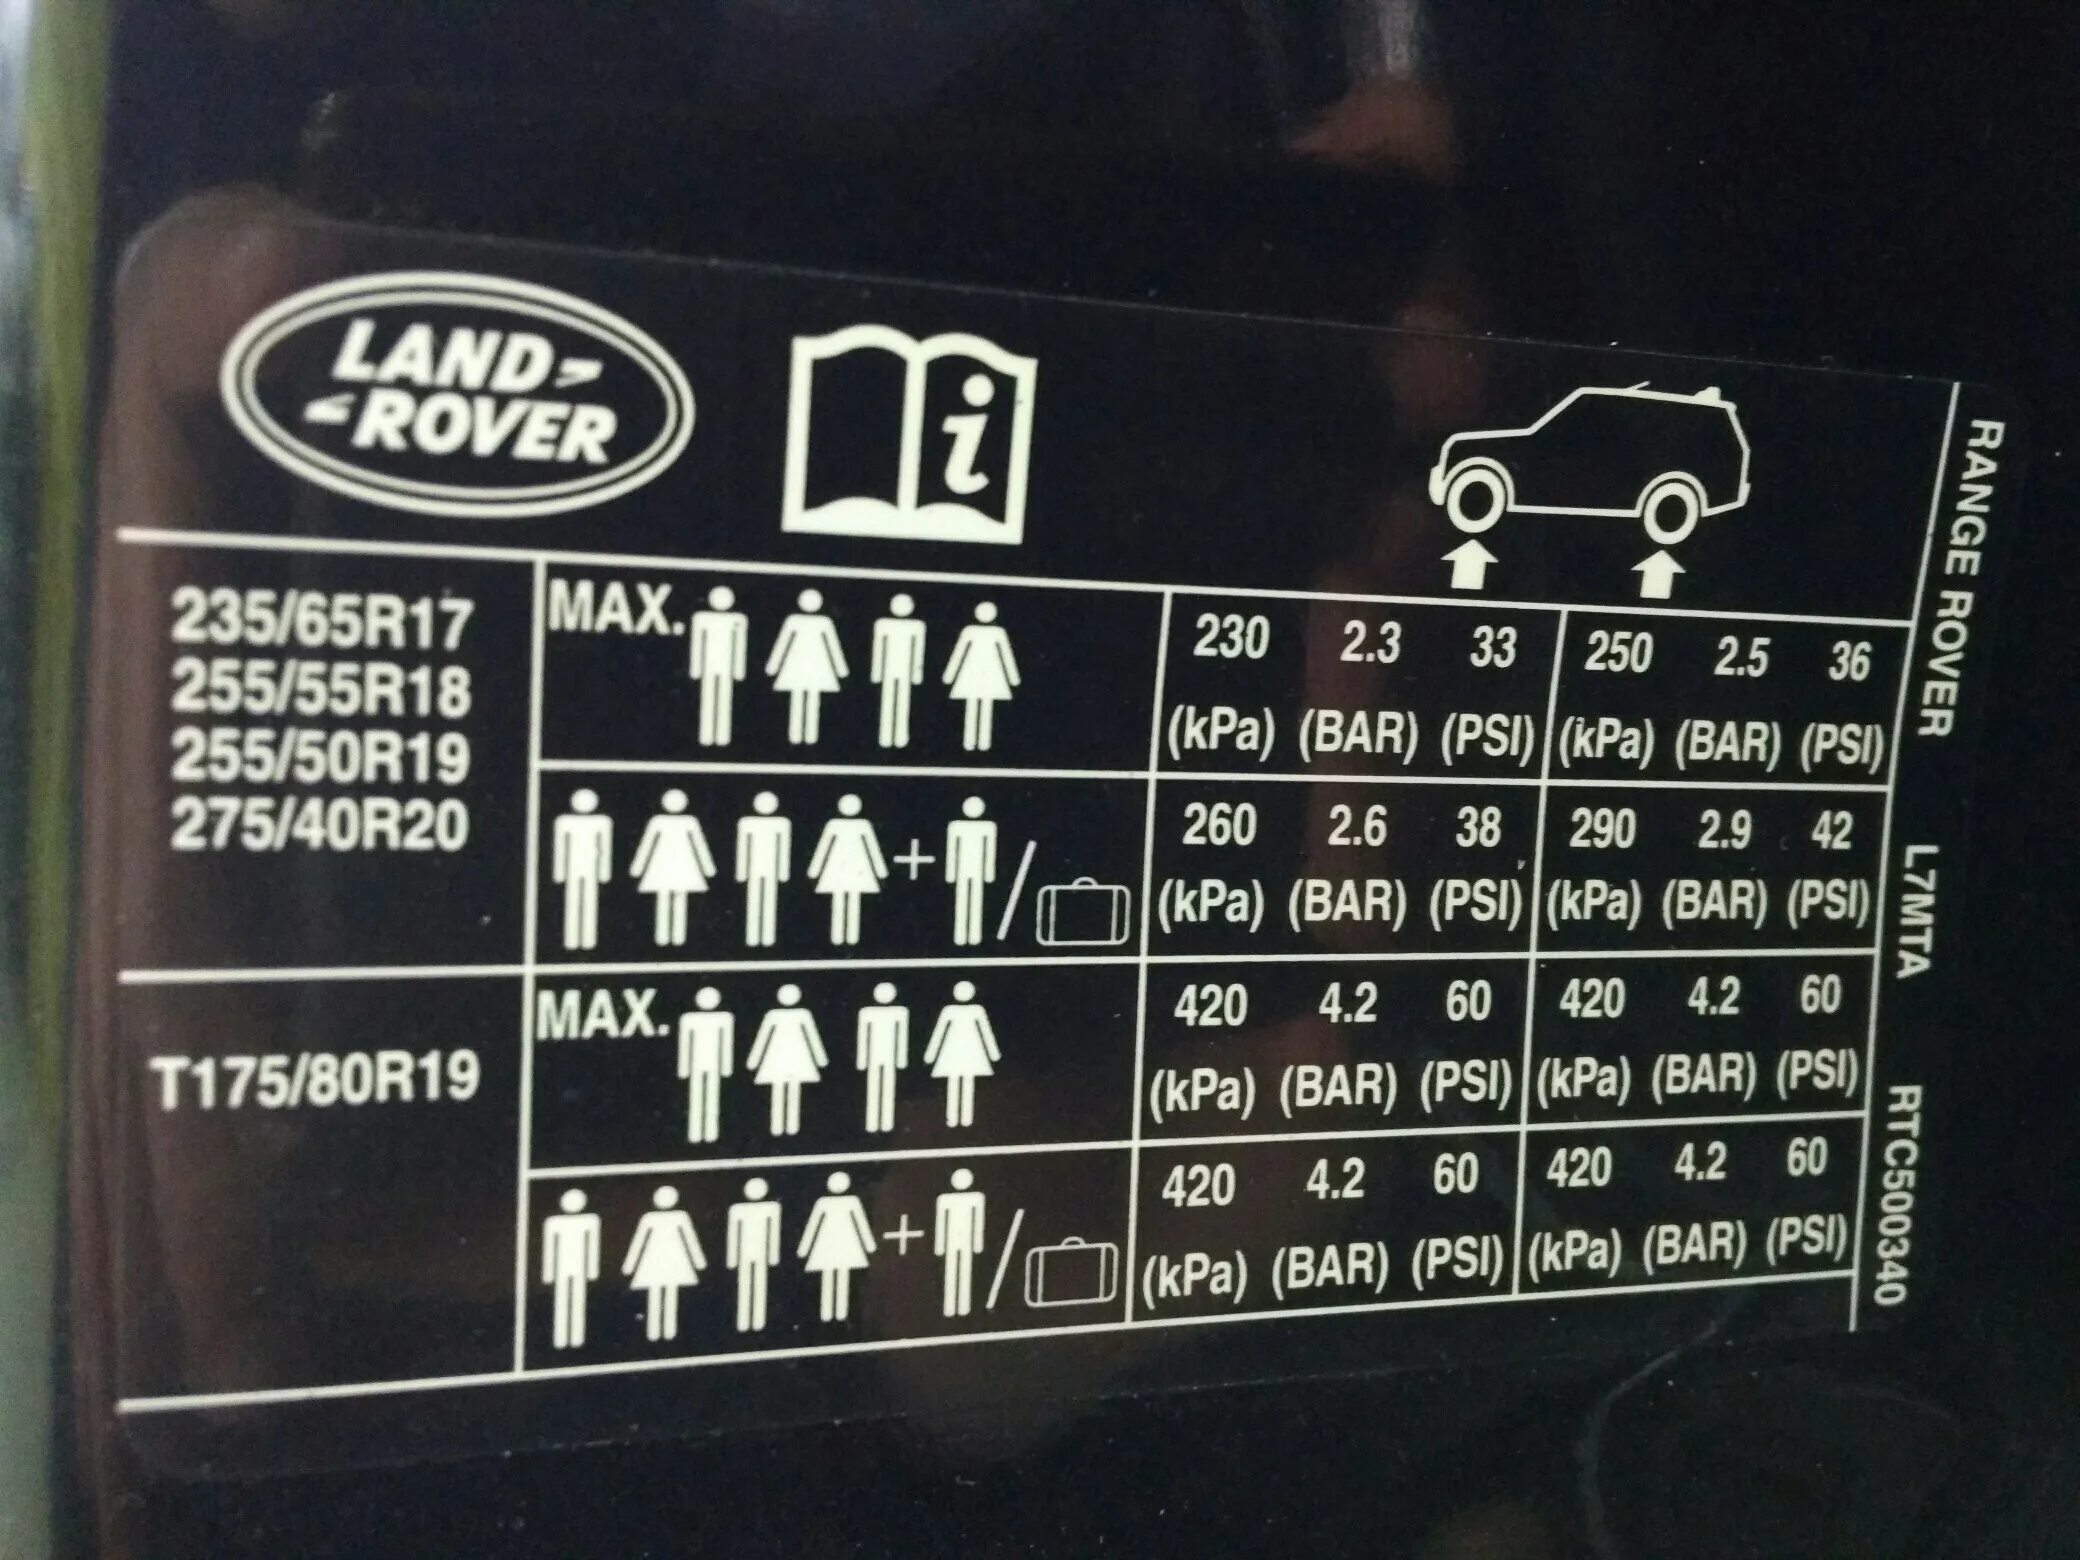 LAND
ROVER
i
235/65R17
255/55R18
255/50R19
275/40R20
MAX.
230 2.3 33 250 2.5 36
(kPa) (BAR) (PSI) (kPa) (BAR) (PSI)
+ /
260 2.6 38 290 2.9 42
(kPa) (BAR) (PSI) (kPa) (BAR) (PSI)
T175/80R19
MAX.
420 4.2 60 420 4.2 60
(kPa) (BAR) (PSI) (kPa) (BAR) (PSI)
+ /
420 4.2 60 420 4.2 60
(kPa) (BAR) (PSI) (kPa) (BAR) (PSI)
RANGE ROVER L7MTA RTC500340